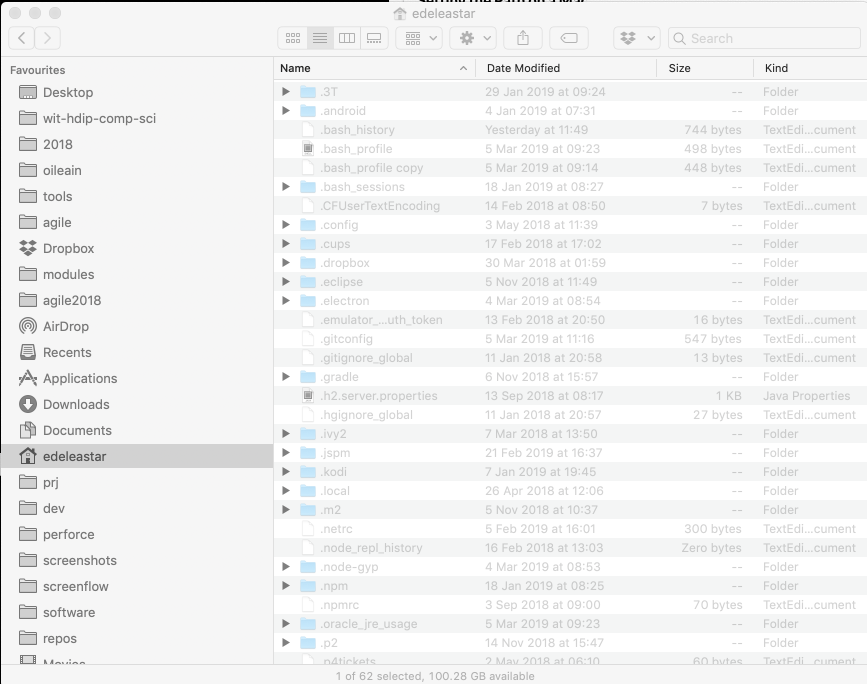 edeleastar
Search
Favourites
Desktop
wit-hdip-comp-sci
2018
oileain
tools
agile
Dropbox
modules
agile2018
AirDrop
Recents
Applications
Downloads
Documents
edeleastar
prj
dev
perforce
screenshots
screenflow
software
repos
Movies
Name Date Modified Size Kind
.3T 29 Jan 2019 at 09:24 -- Folder
.android 4 Jan 2019 at 07:31 -- Folder
.bash_history Yesterday at 11:49 744 bytes TextEdi...cument
.bash_profile 5 Mar 2019 at 09:23 498 bytes TextEdi...cument
.bash_profile copy 5 Mar 2019 at 09:14 448 bytes TextEdi...cument
.bash_sessions 18 Jan 2019 at 08:27 -- Folder
.CFUserTextEncoding 14 Feb 2018 at 08:50 7 bytes TextEdi...cument
.config 3 May 2018 at 11:39 -- Folder
.cups 17 Feb 2018 at 17:02 -- Folder
.dropbox 30 Mar 2018 at 01:59 -- Folder
.eclipse 5 Nov 2018 at 11:49 -- Folder
.electron 4 Mar 2019 at 08:54 -- Folder
.emulator_...uth_token 13 Feb 2018 at 20:50 16 bytes TextEdi...cument
.gitconfig 5 Mar 2019 at 11:16 547 bytes TextEdi...cument
.gitignore_global 11 Jan 2018 at 20:58 13 bytes TextEdi...cument
.gradle 6 Nov 2018 at 15:57 -- Folder
.h2.server.properties 13 Sep 2018 at 08:17 1 KB Java Properties
.hgignore_global 11 Jan 2018 at 20:57 27 bytes TextEdi...cument
.ivy2 7 Mar 2018 at 13:50 -- Folder
.jspm 21 Feb 2019 at 16:37 -- Folder
.kodi 7 Jan 2019 at 19:45 -- Folder
.local 26 Apr 2018 at 12:06 -- Folder
.m2 5 Nov 2018 at 10:37 -- Folder
.netrc 5 Feb 2019 at 16:01 300 bytes TextEdi...cument
.node_repl_history 16 Feb 2018 at 13:03 Zero bytes TextEdi...cument
.node-gyp 4 Mar 2019 at 08:53 -- Folder
.npm 18 Jan 2019 at 08:25 -- Folder
.npmrc 3 Sep 2018 at 09:00 70 bytes TextEdi...cument
.oracle_jre_usage 5 Mar 2019 at 09:23 -- Folder
.p2 14 Nov 2018 at 15:47 -- Folder
.p4tickets 2 May 2018 at 06:10 60 bytes TextEdi...cument
1 of 62 selected, 100.28 GB available